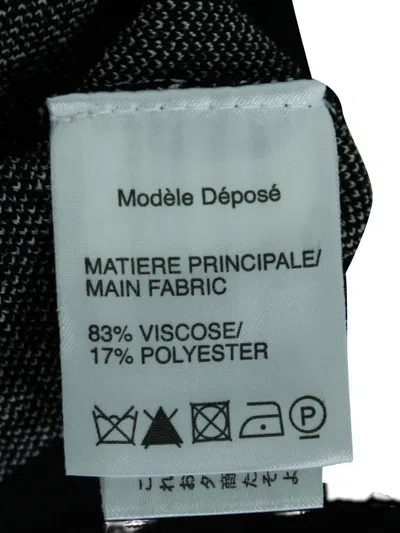 Modèle Déposé
MATIERE PRINCIPALE/
MAIN FABRIC
83% VISCOSE/
17% POLYESTER
P